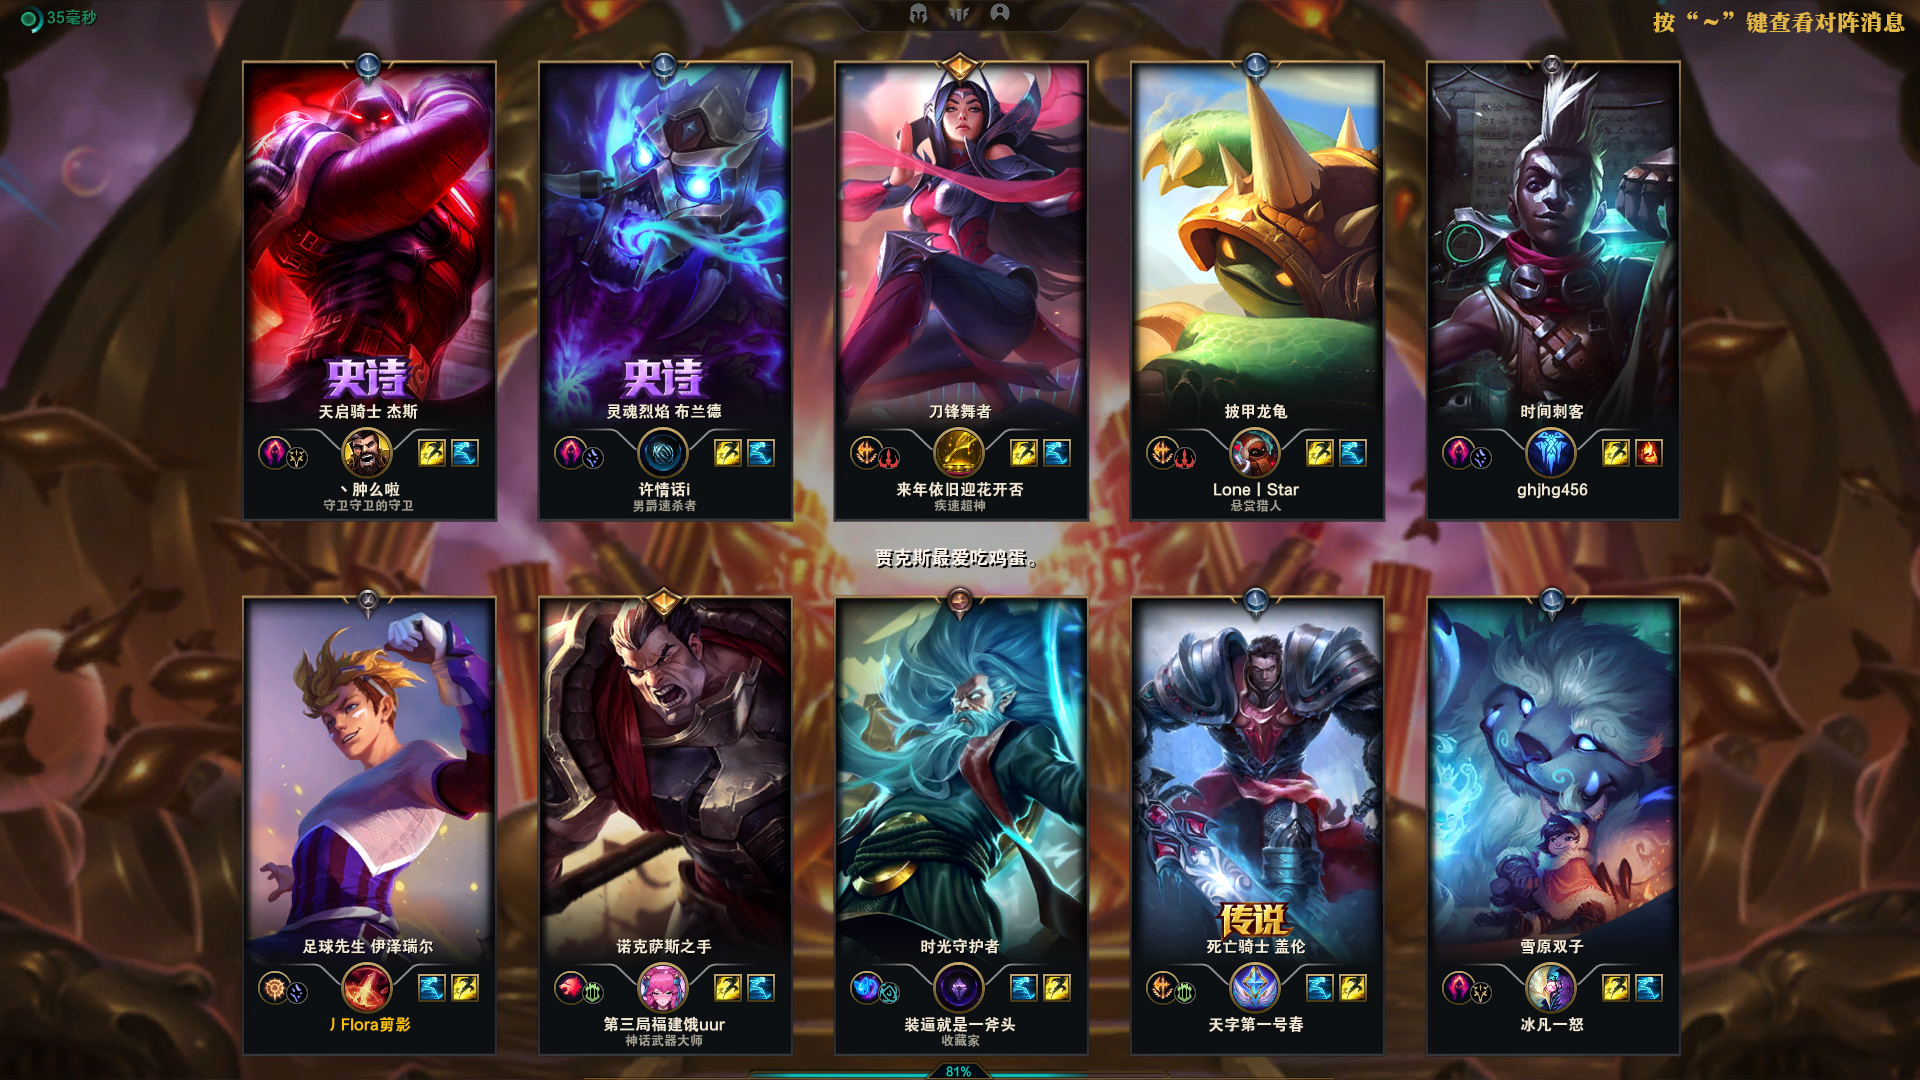 35毫秒
按“~”键查看对阵消息
史诗
天启骑士 杰斯
丶肿么啦
守卫守卫的守卫
史诗
灵魂烈焰 布兰德
许情话i
男爵速杀者
刀锋舞者
来年依旧迎花开否
疾速超神
披甲龙龟
Lone丨Star
悬赏猎人
时间刺客
ghjhg456
贾克斯最爱吃鸡蛋。
足球先生 伊泽瑞尔
丿Flora剪影
诺克萨斯之手
第三局福建饿uur
神话武器大师
时光守护者
装逼就是一斧头
收藏家
传说
死亡骑士 盖伦
天字第一号春
雪原双子
冰凡一怒
81%